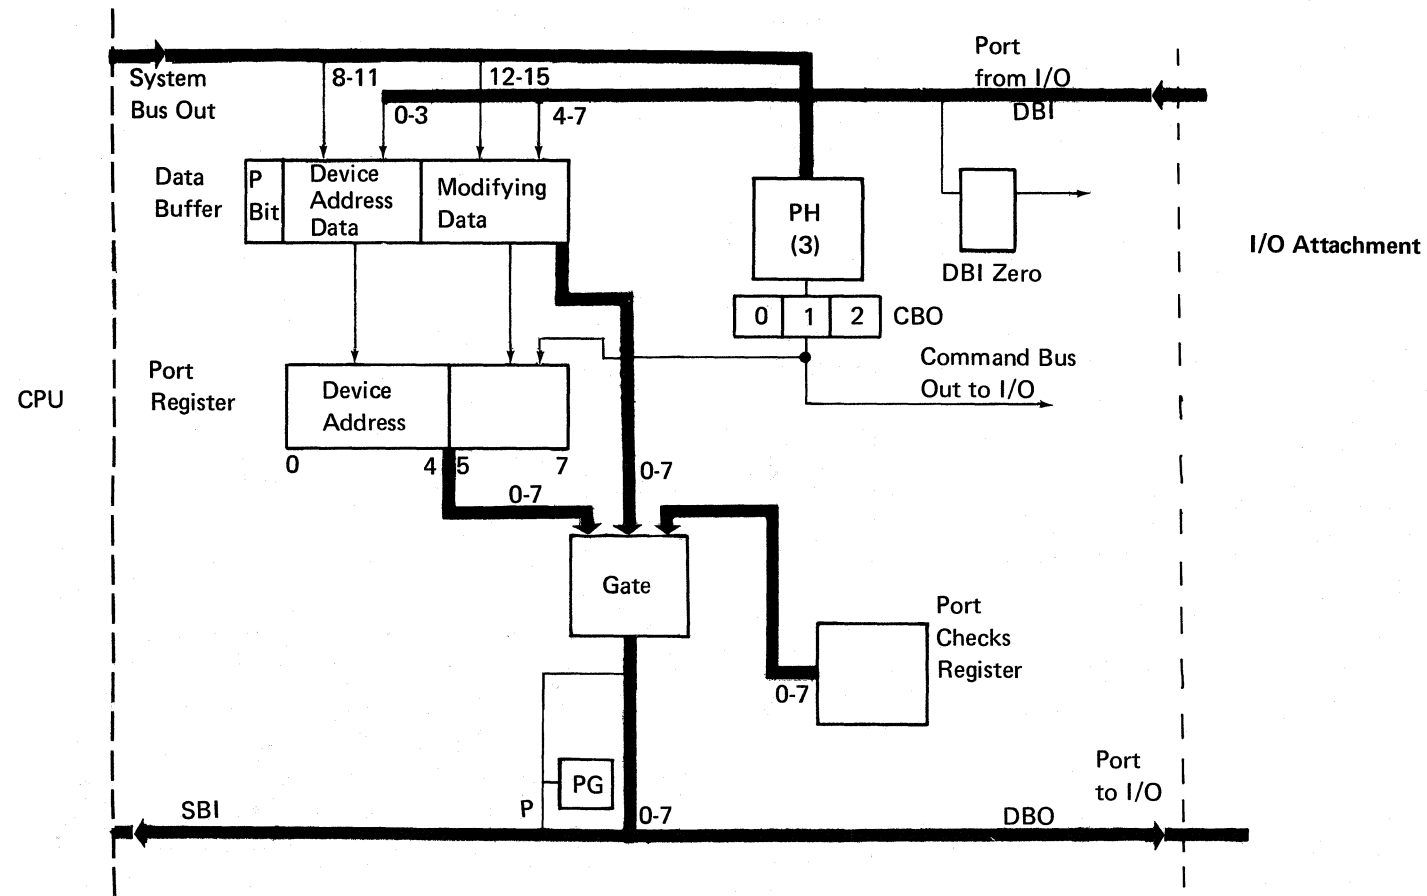 Port
from I/O
DBI
System
Bus Out
8-11
12-15
0-3
4-7
Data
Buffer
P
Bit
Device
Address
Data
Modifying
Data
PH
(3)
DBI Zero
I/O Attachment
0
1
2
CBO
Command Bus
Out to I/O
CPU
Port
Register
Device
Address
0
4
5
7
0-7
0-7
Gate
Port
Checks
Register
0-7
PG
P
0-7
SBI
DBO
Port
to I/O